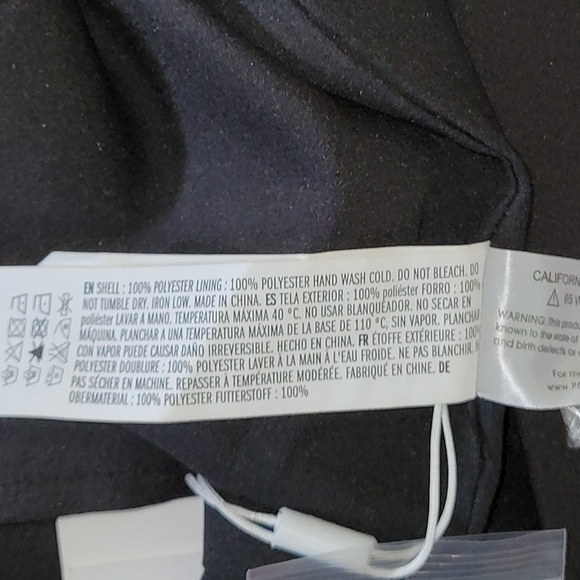 EN SHELL : 100% POLYESTER LINING : 100% POLYESTER HAND WASH COLD. DO NOT BLEACH. DO
NOT TUMBLE DRY. IRON LOW. MADE IN CHINA. ES TELA EXTERIOR : 100% poliéster FORRO : 100%
poliéster LAVAR A MANO. TEMPERATURA MÁXIMA 40 °C. NO USAR BLANQUEADOR. NO SECAR EN
MÁQUINA. PLANCHAR A UNA TEMPERATURA MÁXIMA DE LA BASE DE 110 °C, SIN VAPOR. PLANCHAR
CON VAPOR PUEDE CAUSAR DAÑO IRREVERSIBLE. HECHO EN CHINA. FR ÉTOFFE EXTÉRIEURE : 100%
POLYESTER DOUBLURE : 100% POLYESTER LAVER À LA MAIN À L'EAU FROIDE. NE PAS BLANCHIR. N
PAS SÉCHER EN MACHINE. REPASSER À TEMPÉRATURE MODÉRÉE. FABRIQUÉ EN CHINE. DE
OBERMATERIAL : 100% POLYESTER FUTTERSTOFF : 100%
CALIFORN
⚠ 65
WARNING: This produ
known to the state of
and birth defects or
For m
www.P